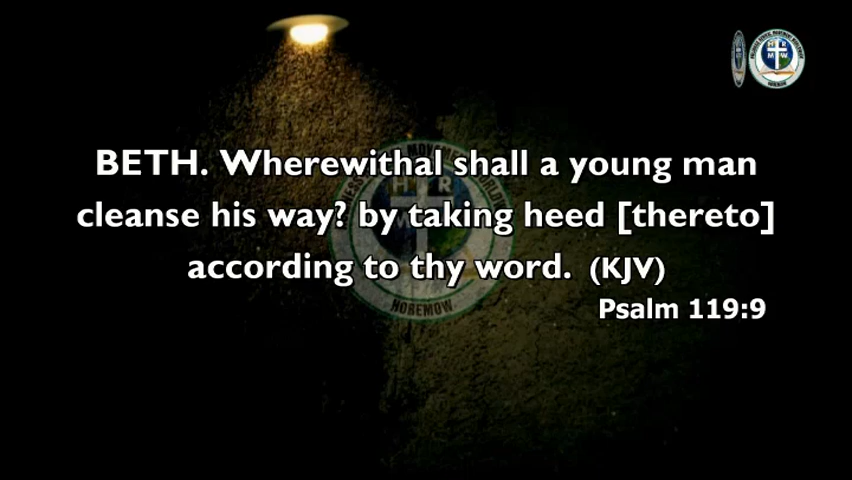 BETH. Wherewithal shall a young man
cleanse his way? by taking heed [thereto]
according to thy word. (KJV)
Psalm 119:9
H R
M W
H R
HOREMOW